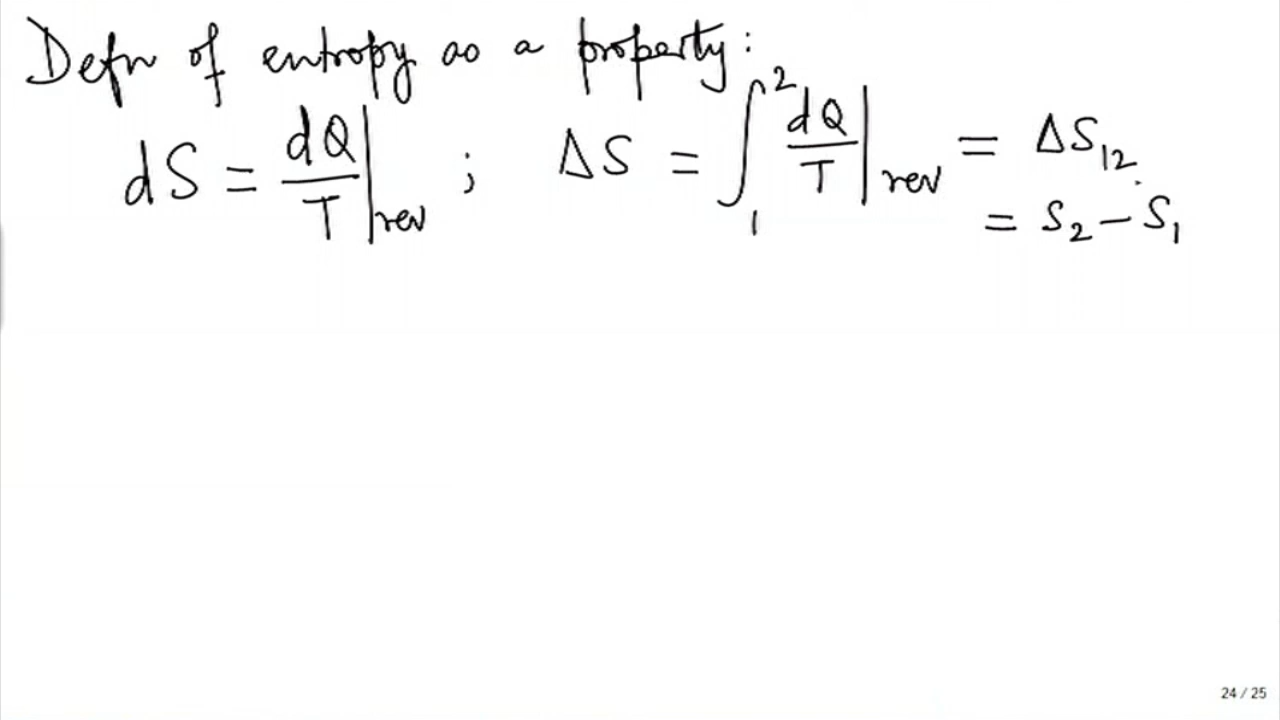 Defn of entropy as a property:
dS = dQ/T|rev ; ΔS = ∫₁² dQ/T|rev = ΔS₁₂
= S₂ − S₁
24 / 25